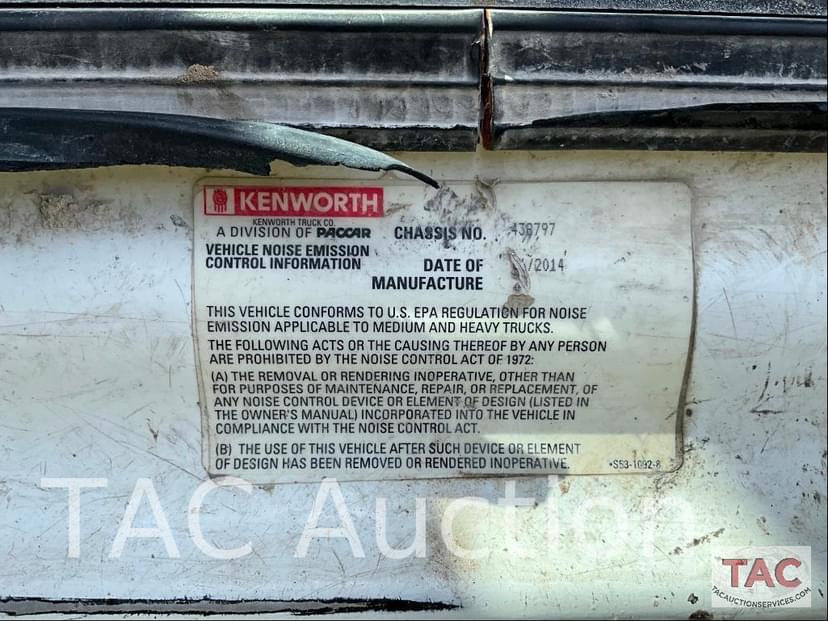 KENWORTH
KENWORTH TRUCK CO.
A DIVISION OF PACCAR
CHASSIS NO. 438797
VEHICLE NOISE EMISSION
CONTROL INFORMATION
DATE OF
MANUFACTURE
/2014
THIS VEHICLE CONFORMS TO U.S. EPA REGULATION FOR NOISE
EMISSION APPLICABLE TO MEDIUM AND HEAVY TRUCKS.
THE FOLLOWING ACTS OR THE CAUSING THEREOF BY ANY PERSON
ARE PROHIBITED BY THE NOISE CONTROL ACT OF 1972:
(A) THE REMOVAL OR RENDERING INOPERATIVE, OTHER THAN
FOR PURPOSES OF MAINTENANCE, REPAIR, OR REPLACEMENT, OF
ANY NOISE CONTROL DEVICE OR ELEMENT OF DESIGN (LISTED IN
THE OWNER'S MANUAL) INCORPORATED INTO THE VEHICLE IN
COMPLIANCE WITH THE NOISE CONTROL ACT.
(B) THE USE OF THIS VEHICLE AFTER SUCH DEVICE OR ELEMENT
OF DESIGN HAS BEEN REMOVED OR RENDERED INOPERATIVE.
•S53-1092-8
TAC Auction
TAC
TACAUCTIONSERVICES.COM